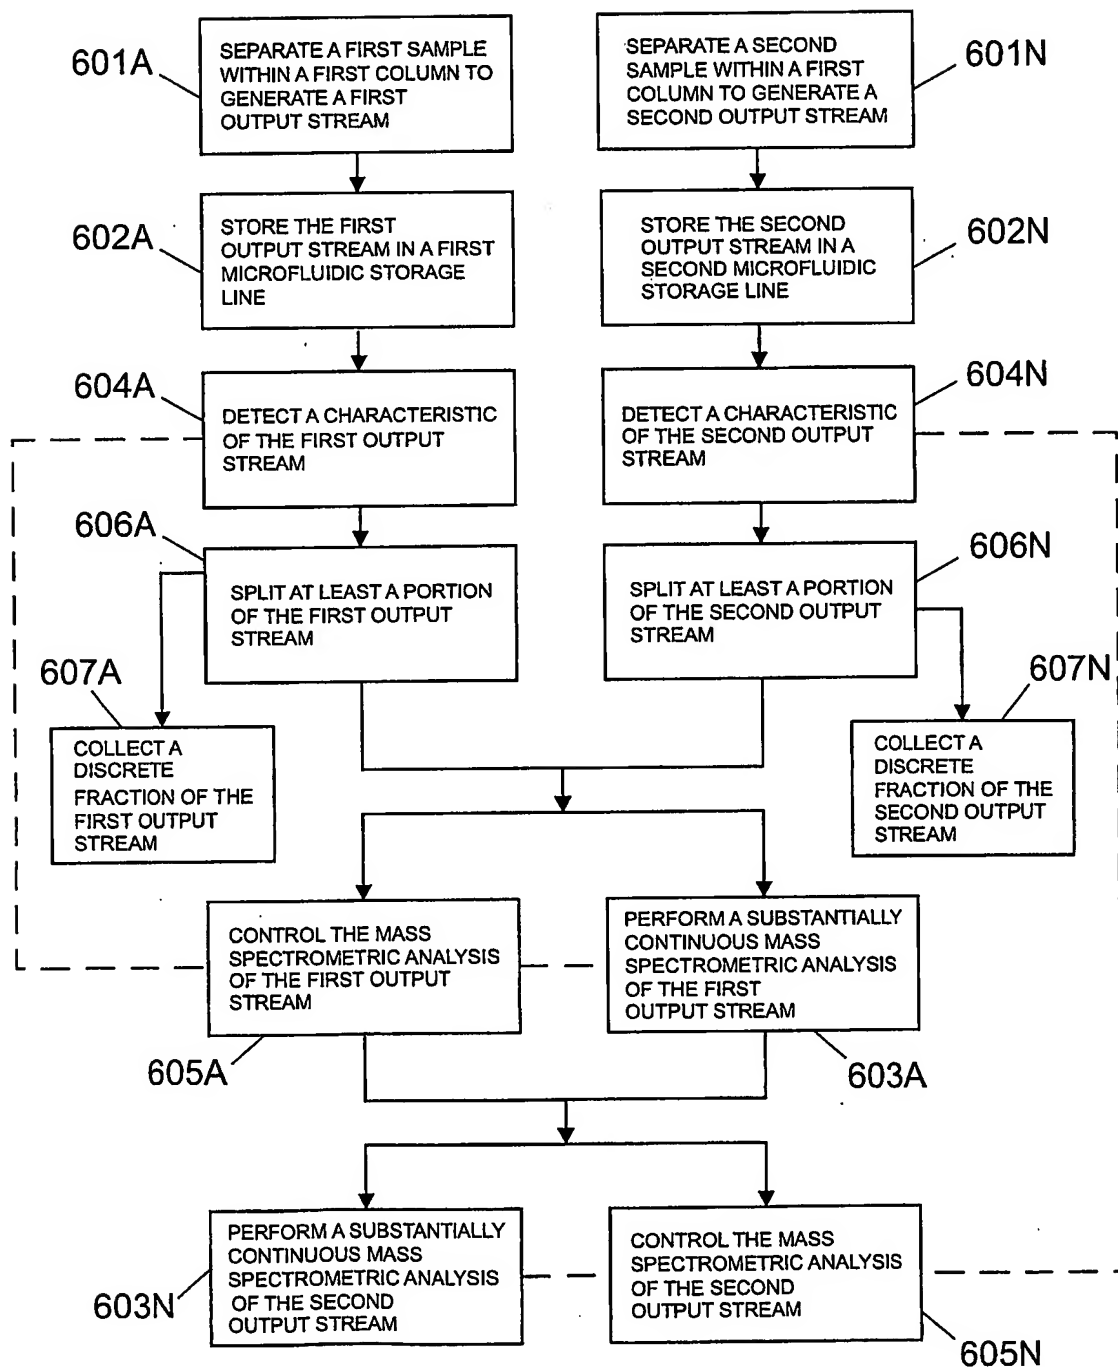 601A
SEPARATE A FIRST SAMPLE
WITHIN A FIRST COLUMN TO
GENERATE A FIRST
OUTPUT STREAM
SEPARATE A SECOND
SAMPLE WITHIN A FIRST
COLUMN TO GENERATE A
SECOND OUTPUT STREAM
601N
602A
STORE THE FIRST
OUTPUT STREAM IN A FIRST
MICROFLUIDIC STORAGE
LINE
STORE THE SECOND
OUTPUT STREAM IN A
SECOND MICROFLUIDIC
STORAGE LINE
602N
604A
DETECT A CHARACTERISTIC
OF THE FIRST OUTPUT
STREAM
DETECT A CHARACTERISTIC
OF THE SECOND OUTPUT
STREAM
604N
606A
SPLIT AT LEAST A PORTION
OF THE FIRST OUTPUT
STREAM
SPLIT AT LEAST A PORTION
OF THE SECOND OUTPUT
STREAM
606N
607A
COLLECT A
DISCRETE
FRACTION OF THE
FIRST OUTPUT
STREAM
607N
COLLECT A
DISCRETE
FRACTION OF THE
SECOND OUTPUT
STREAM
CONTROL THE MASS
SPECTROMETRIC ANALYSIS
OF THE FIRST OUTPUT
STREAM
605A
PERFORM A SUBSTANTIALLY
CONTINUOUS MASS
SPECTROMETRIC ANALYSIS
OF THE FIRST
OUTPUT STREAM
603A
PERFORM A SUBSTANTIALLY
CONTINUOUS MASS
SPECTROMETRIC ANALYSIS
OF THE SECOND
OUTPUT STREAM
603N
CONTROL THE MASS
SPECTROMETRIC ANALYSIS
OF THE SECOND
OUTPUT STREAM
605N